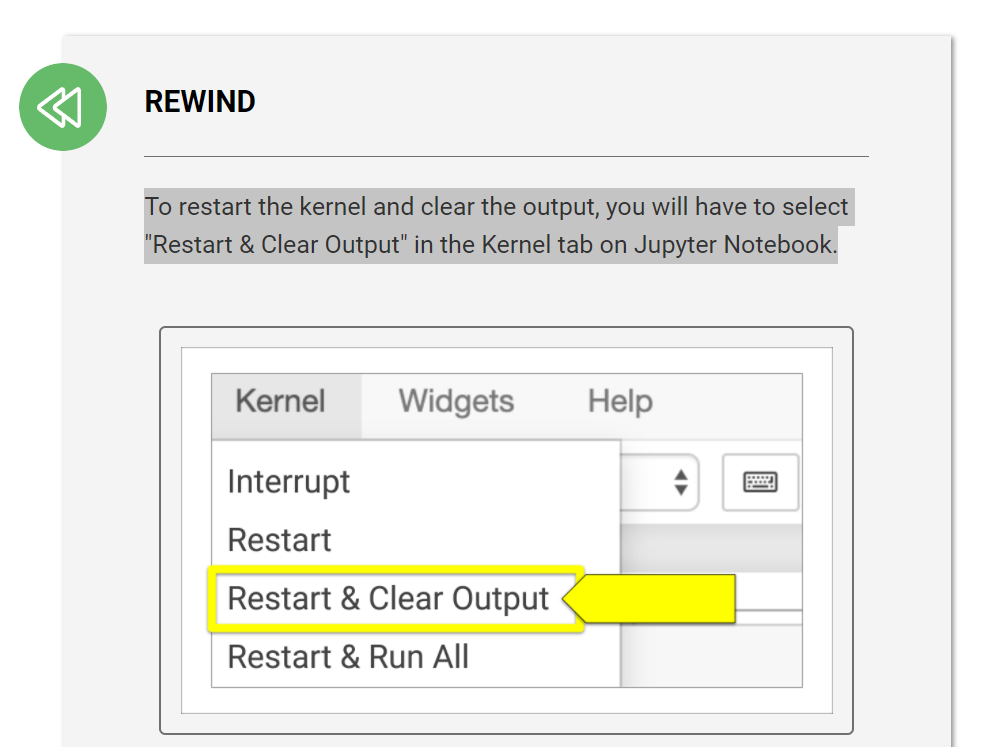 REWIND
To restart the kernel and clear the output, you will have to select
"Restart & Clear Output" in the Kernel tab on Jupyter Notebook.
Kernel Widgets Help
Interrupt
Restart
Restart & Clear Output
Restart & Run All